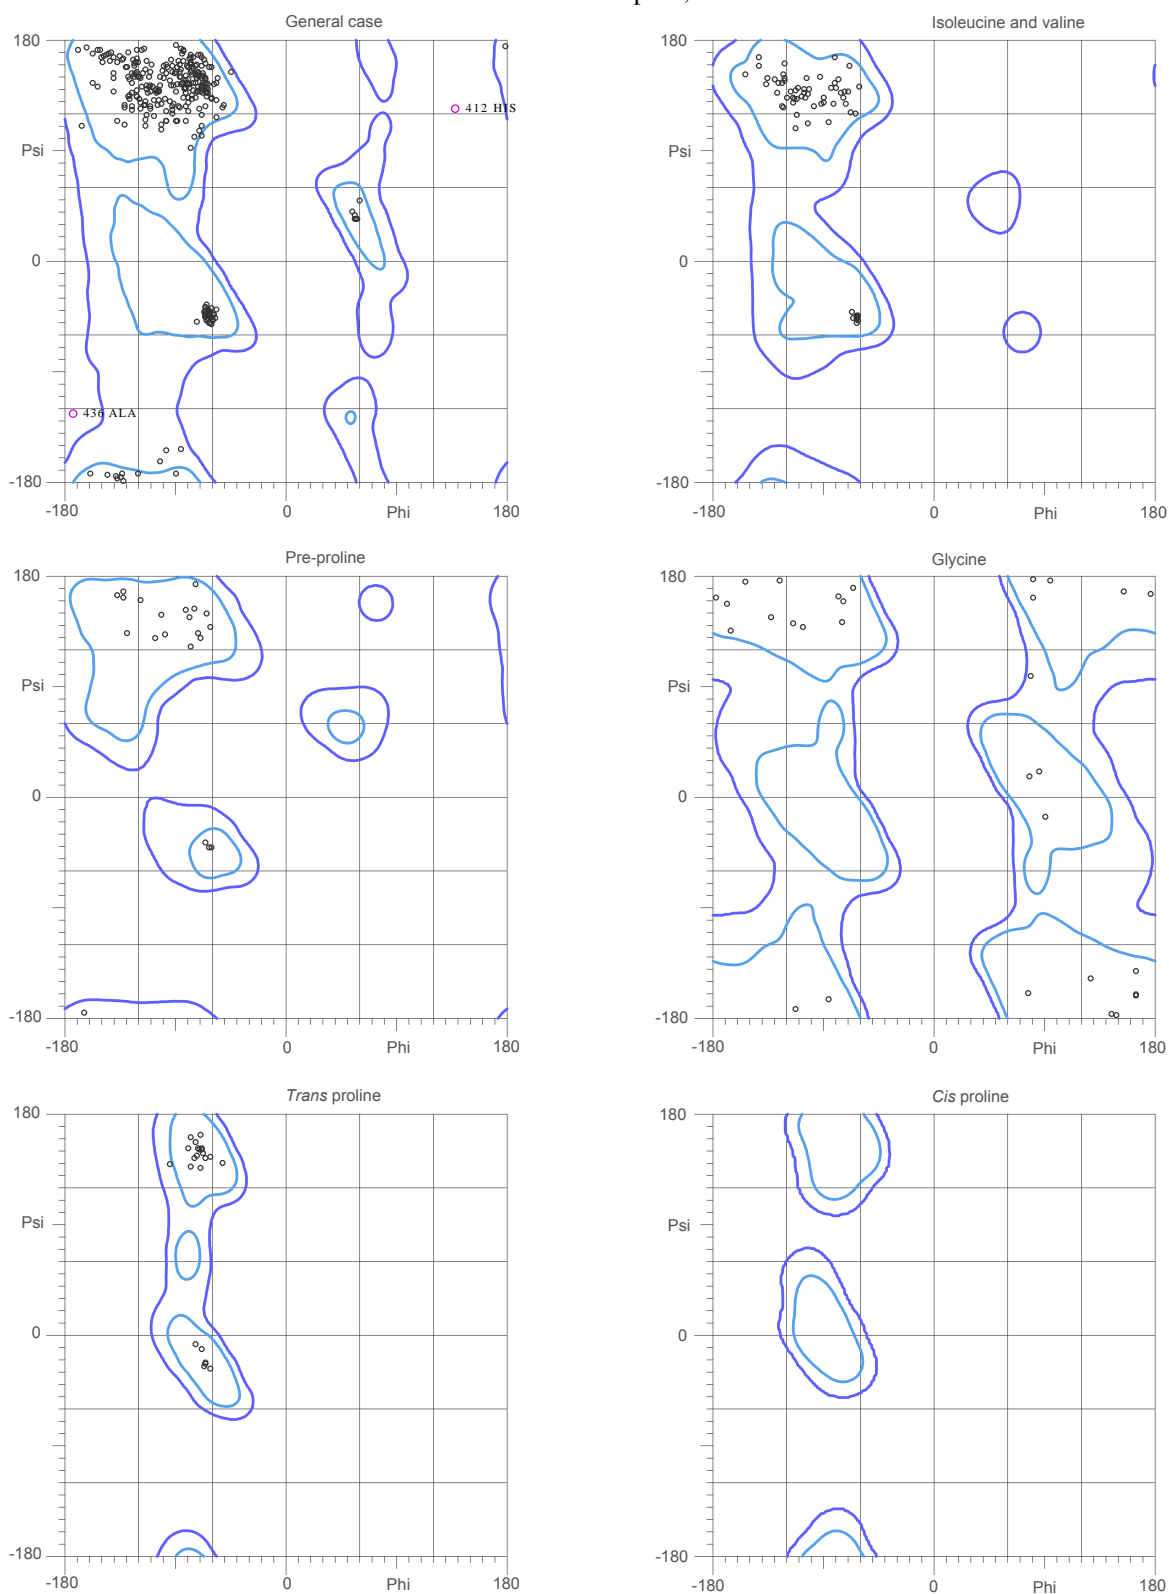 General case
180
412 HIS
Psi
0
436 ALA
-180
-180
0
Phi
180
Isoleucine and valine
180
Psi
0
-180
-180
0
Phi
180
Pre-proline
180
Psi
0
-180
-180
0
Phi
180
Glycine
180
Psi
0
-180
-180
0
Phi
180
Trans proline
180
Psi
0
-180
-180
0
Phi
180
Cis proline
180
Psi
0
-180
-180
0
Phi
180